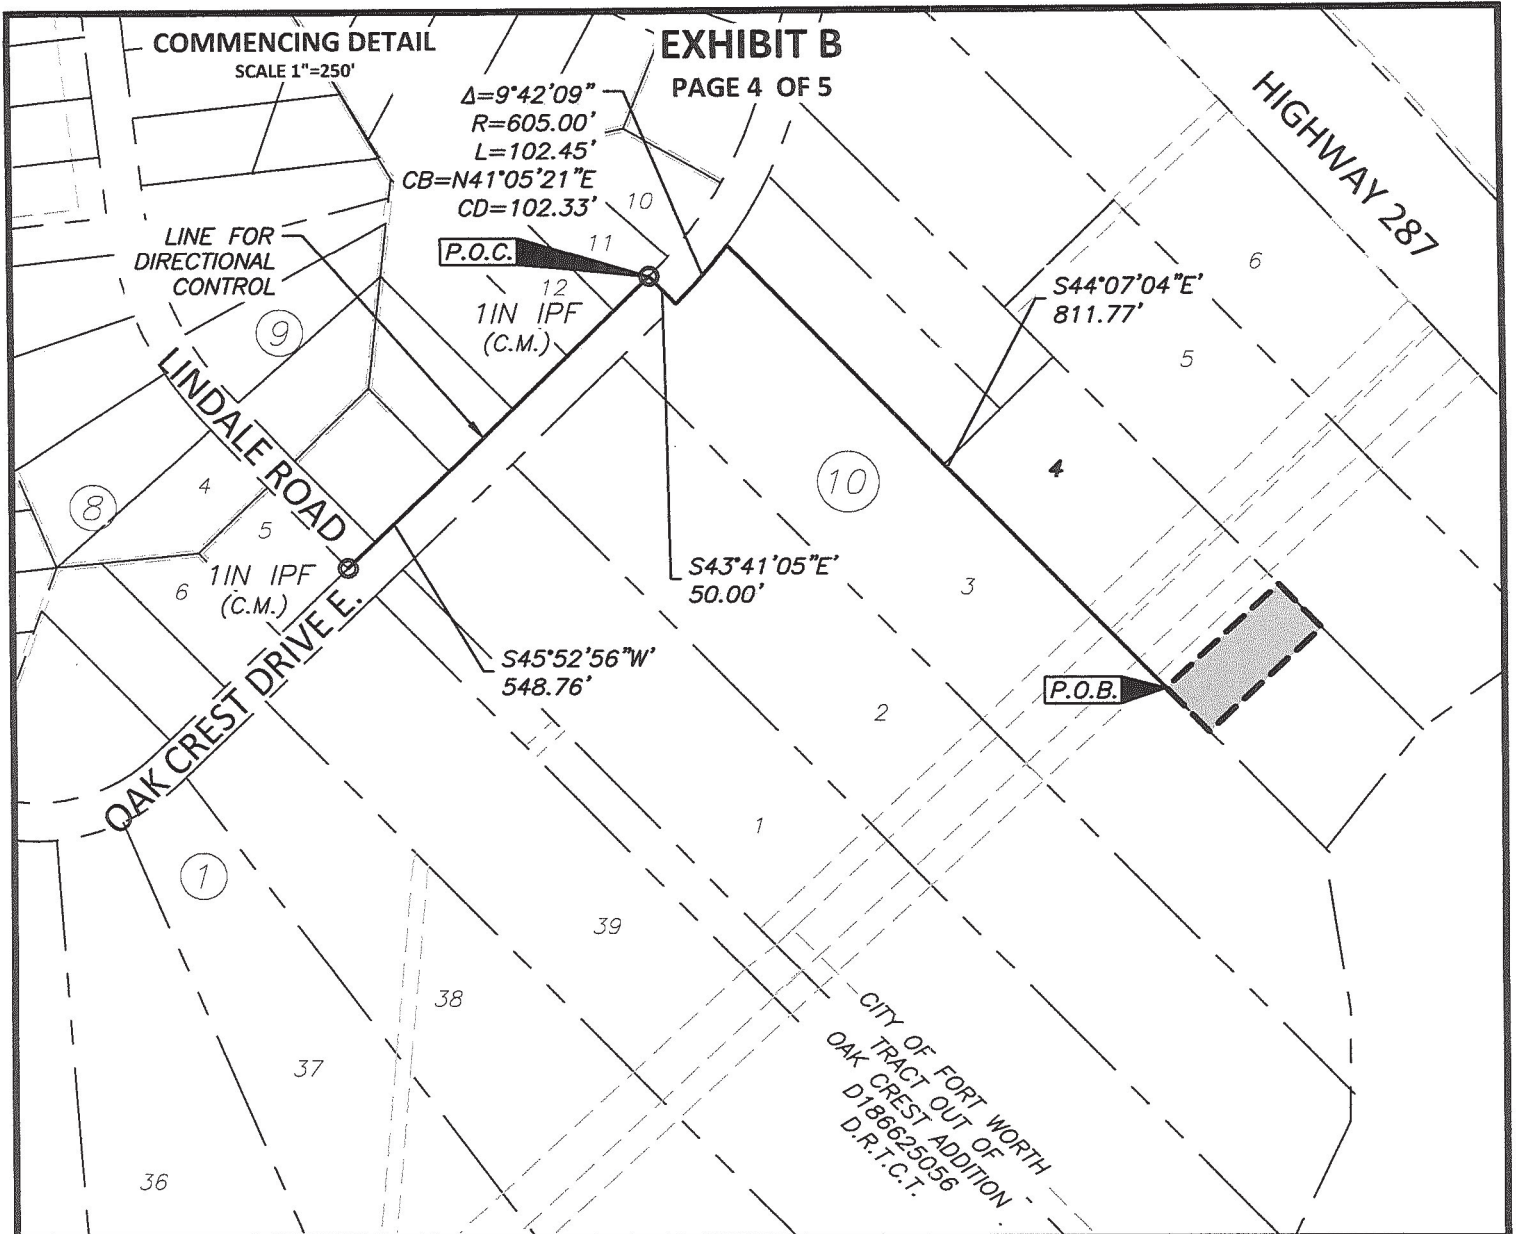 COMMENCING DETAIL
SCALE 1"=250'
EXHIBIT B
PAGE 4 OF 5
Δ=9°42'09"
R=605.00'
L=102.45'
CB=N41°05'21"E
CD=102.33'
HIGHWAY 287
LINE FOR
DIRECTIONAL
CONTROL
P.O.C.
10
11
12
1IN IPF
(C.M.)
S44°07'04"E'
811.77'
6
5
4
9
LINDALE ROAD
10
8
4
5
6
1IN IPF
(C.M.)
S43°41'05"E'
50.00'
3
OAK CREST DRIVE E.
S45°52'56"W'
548.76'
P.O.B.
2
1
1
39
38
37
36
CITY OF FORT WORTH
TRACT OUT OF
OAK CREST ADDITION
D186625056
D.R.T.C.T.